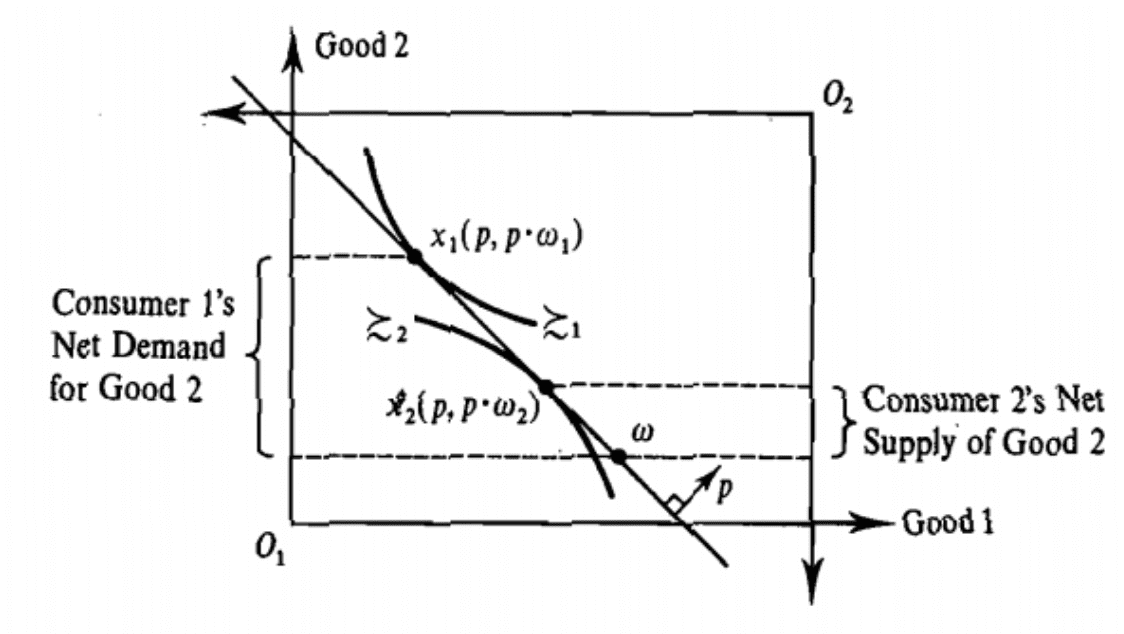 Good 2
O₂
x₁(p, p·ω₁)
Consumer 1's
Net Demand
for Good 2
≿₂
≿₁
x₂(p, p·ω₂)
Consumer 2's Net
Supply of Good 2
ω
p
Good 1
O₁